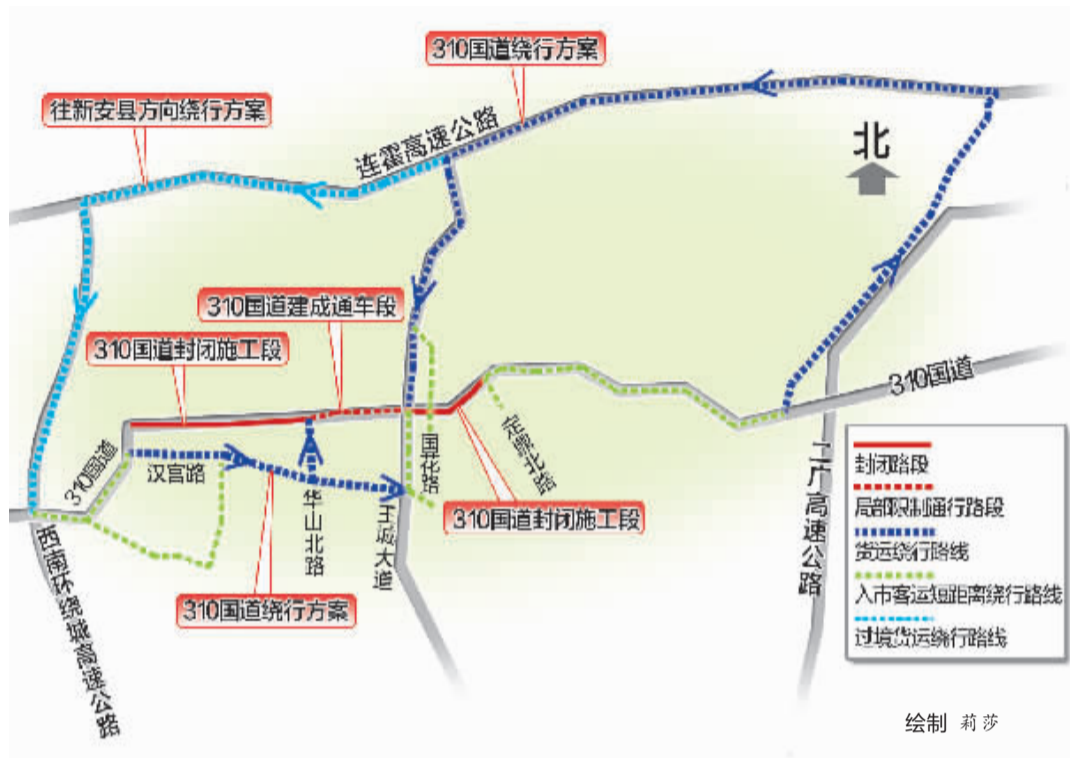 310国道绕行方案
往新安县方向绕行方案
连霍高速公路
北
310国道建成通车段
310国道封闭施工段
310国道
310国道
汉宫路
国华路
定鼎北路
华山北路
王城大道
310国道封闭施工段
二广高速公路
西南环绕城高速公路
310国道绕行方案
封闭路段
局部限制通行路段
货运绕行路线
入市客运短距离绕行路线
过境货运绕行路线
绘制 莉莎